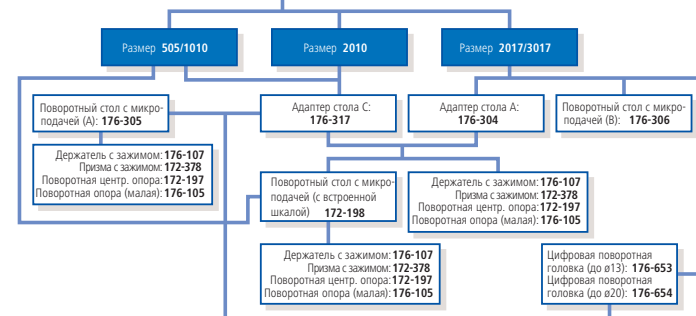 Размер 505/1010
Размер 2010
Размер 2017/3017
Поворотный стол с микро-
подачей (A): 176-305
Адаптер стола C:
176-317
Адаптер стола A:
176-304
Поворотный стол с микро-
подачей (B): 176-306
Держатель с зажимом: 176-107
Призма с зажимом: 172-378
Поворотная центр. опора: 172-197
Поворотная опора (малая): 176-105
Поворотный стол с микро-
подачей (с встроенной
шкалой) 172-198
Держатель с зажимом: 176-107
Призма с зажимом: 172-378
Поворотная центр. опора: 172-197
Поворотная опора (малая): 176-105
Держатель с зажимом: 176-107
Призма с зажимом: 172-378
Поворотная центр. опора: 172-197
Поворотная опора (малая): 176-105
Цифровая поворотная
головка (до ø13): 176-653
Цифровая поворотная
головка (до ø20): 176-654